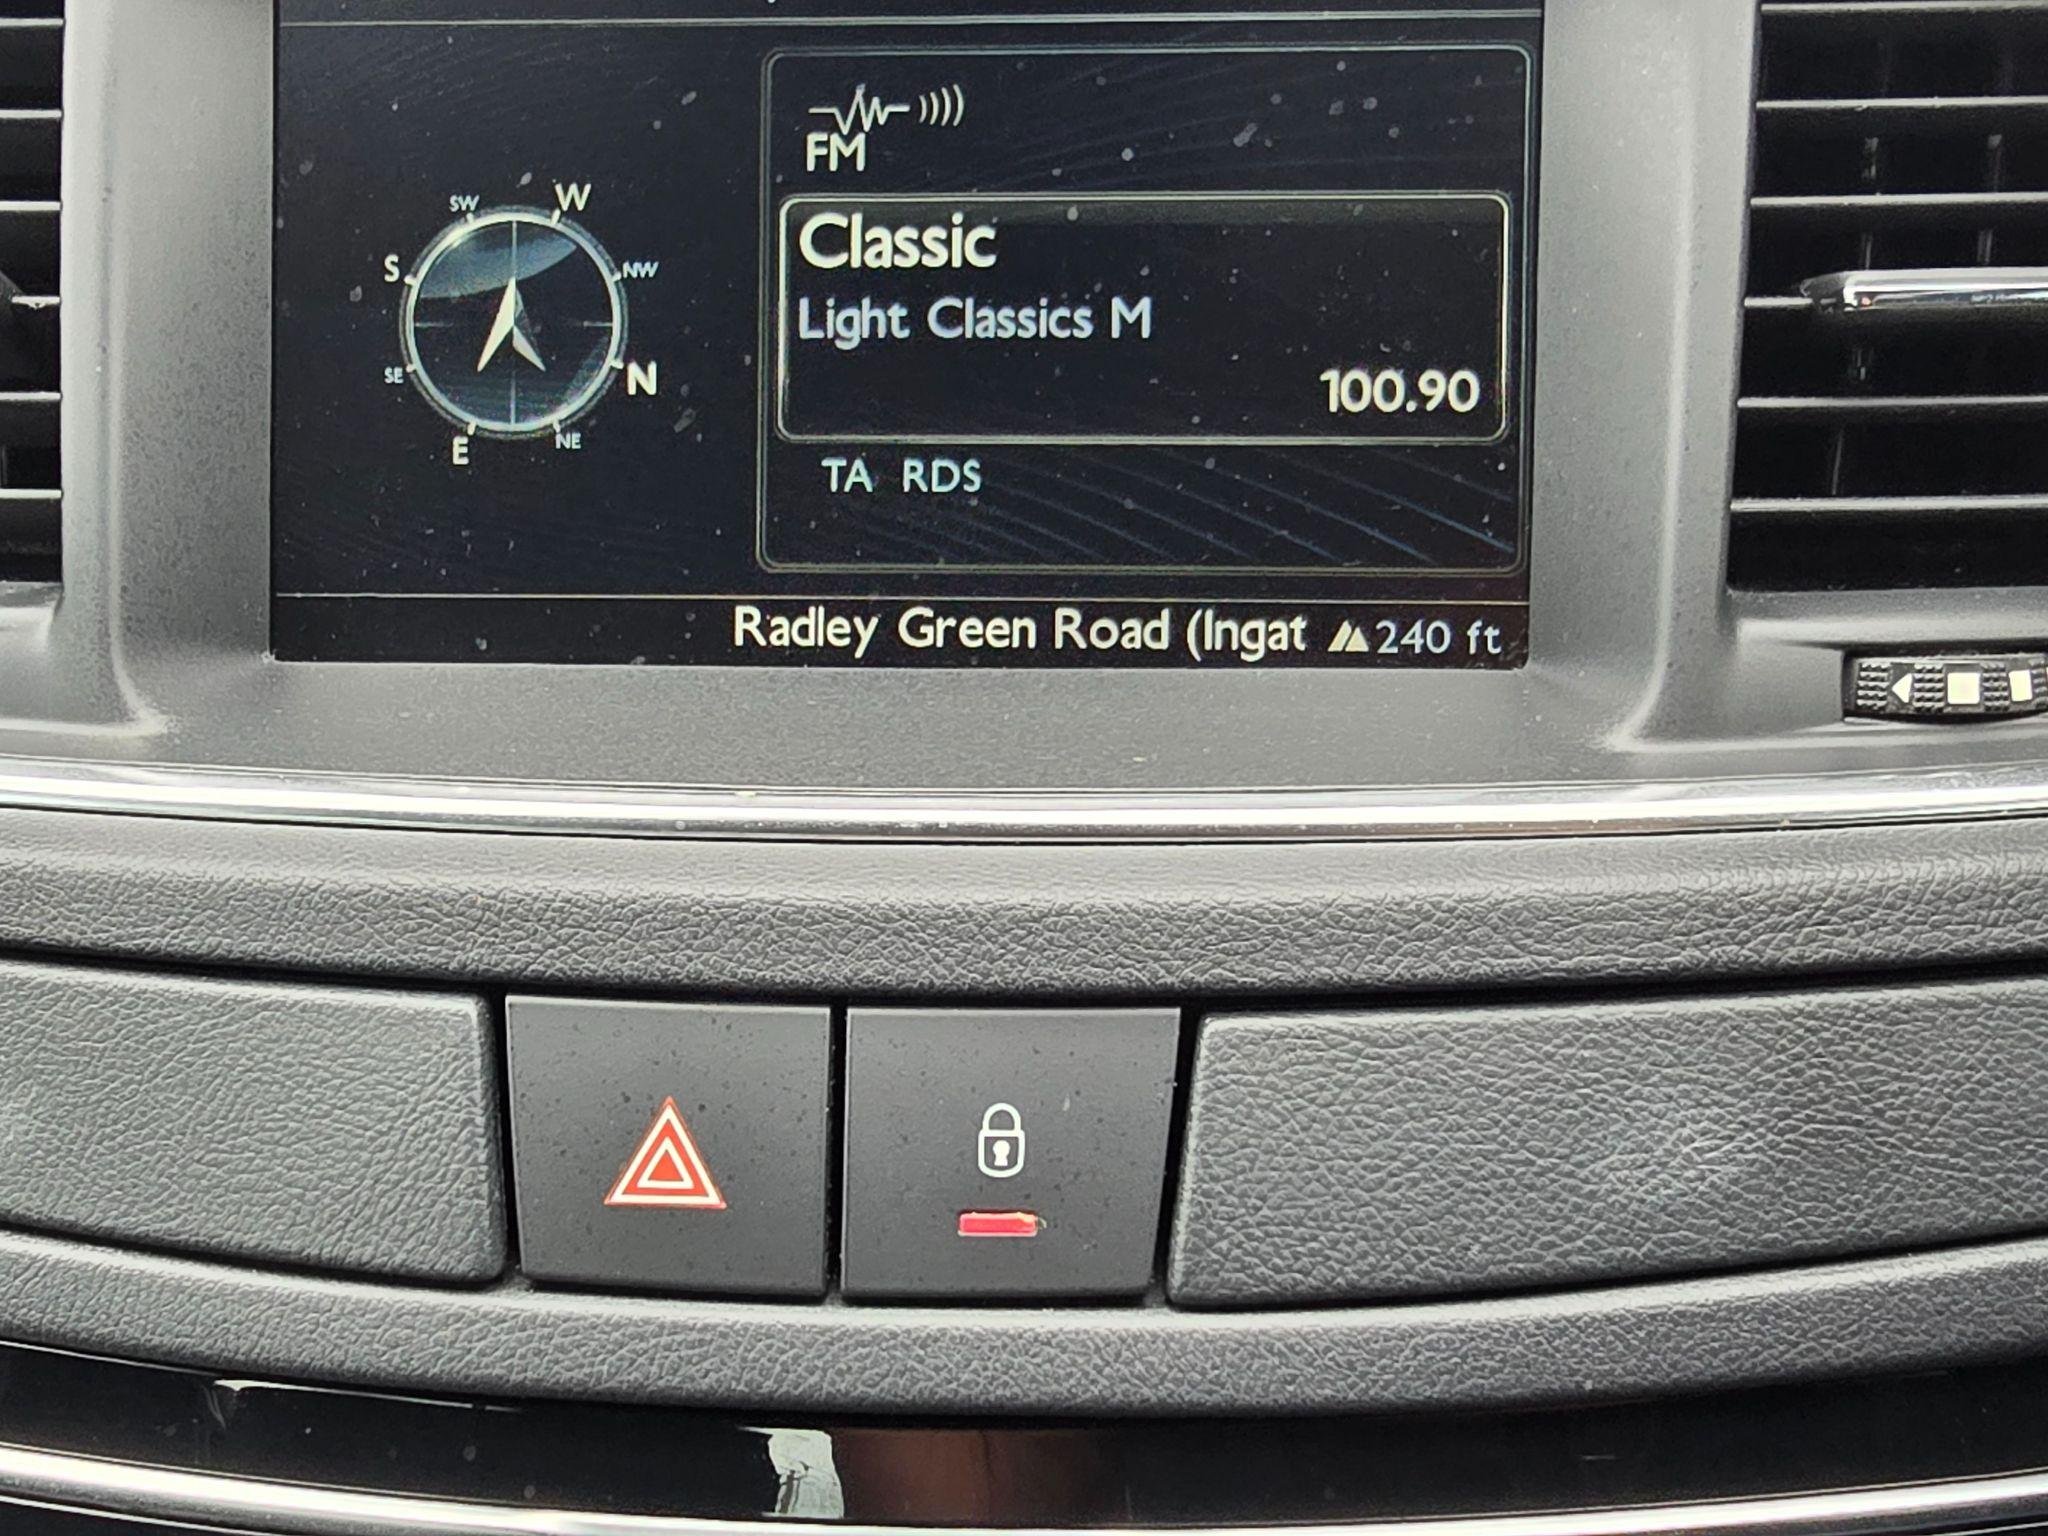 FM
SW W
S NW
Classic
Light Classics M
SE N
100.90
E NE
TA RDS
Radley Green Road (Ingat 240 ft